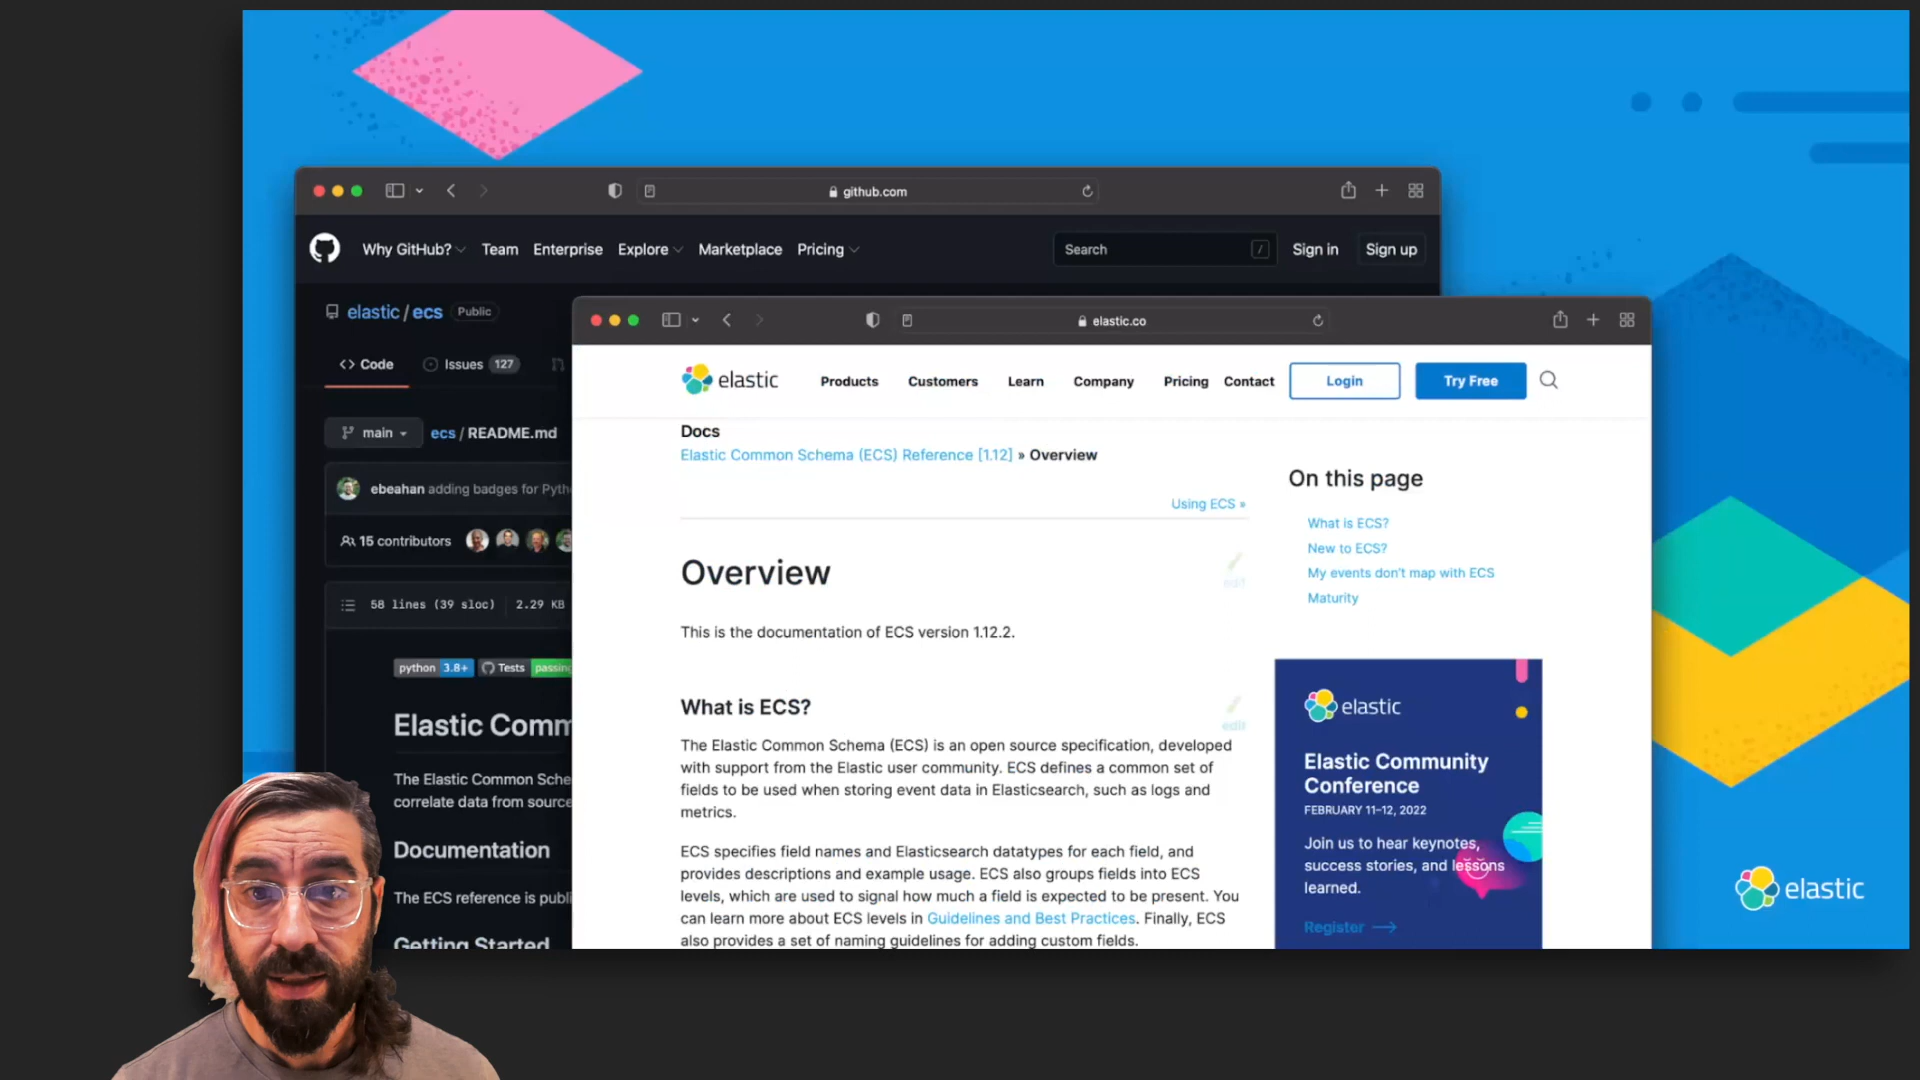 github.com
Why GitHub? Team Enterprise Explore Marketplace Pricing
Search / Sign in Sign up
elastic / ecs Public
<> Code Issues 127
main ecs / README.md
ebeahan adding badges for Pyth
15 contributors
58 lines (39 sloc) 2.29 KB
python 3.8+ Tests passing
Elastic Comm
The Elastic Common Sche
correlate data from source
Documentation
The ECS reference is publi
Getting Started
elastic.co
elastic Products Customers Learn Company Pricing Contact Login Try Free
Docs
Elastic Common Schema (ECS) Reference [1.12] » Overview
Using ECS »
Overview
edit
This is the documentation of ECS version 1.12.2.
What is ECS?
edit
The Elastic Common Schema (ECS) is an open source specification, developed
with support from the Elastic user community. ECS defines a common set of
fields to be used when storing event data in Elasticsearch, such as logs and
metrics.
ECS specifies field names and Elasticsearch datatypes for each field, and
provides descriptions and example usage. ECS also groups fields into ECS
levels, which are used to signal how much a field is expected to be present. You
can learn more about ECS levels in Guidelines and Best Practices. Finally, ECS
also provides a set of naming guidelines for adding custom fields.
On this page
What is ECS?
New to ECS?
My events don't map with ECS
Maturity
elastic
Elastic Community
Conference
FEBRUARY 11–12, 2022
Join us to hear keynotes,
success stories, and lessons
learned.
Register
elastic